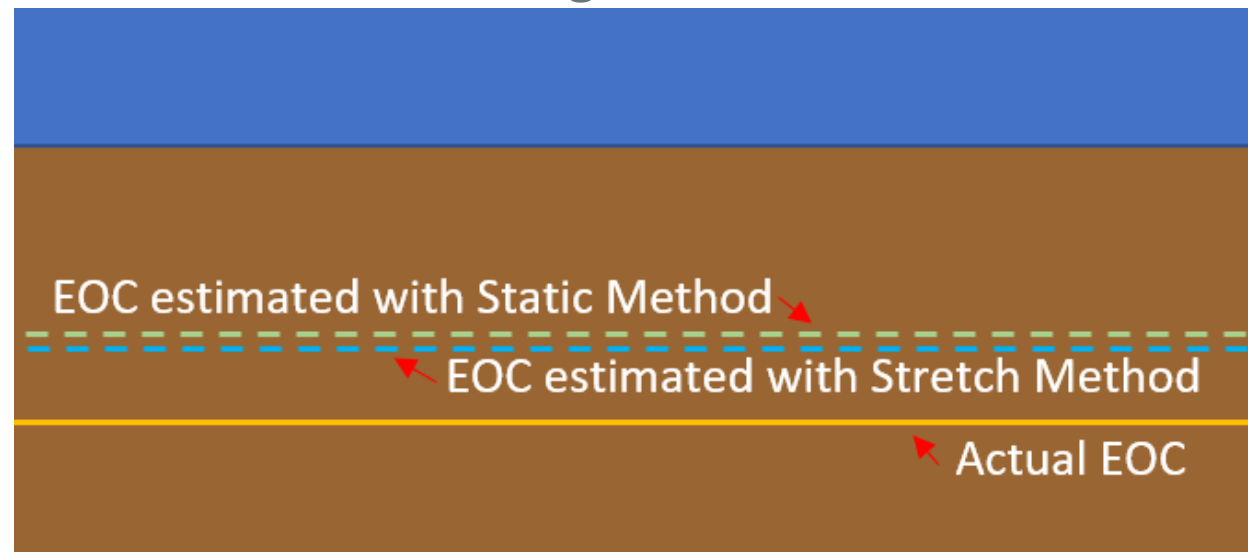 EOC estimated with Static Method
EOC estimated with Stretch Method
Actual EOC